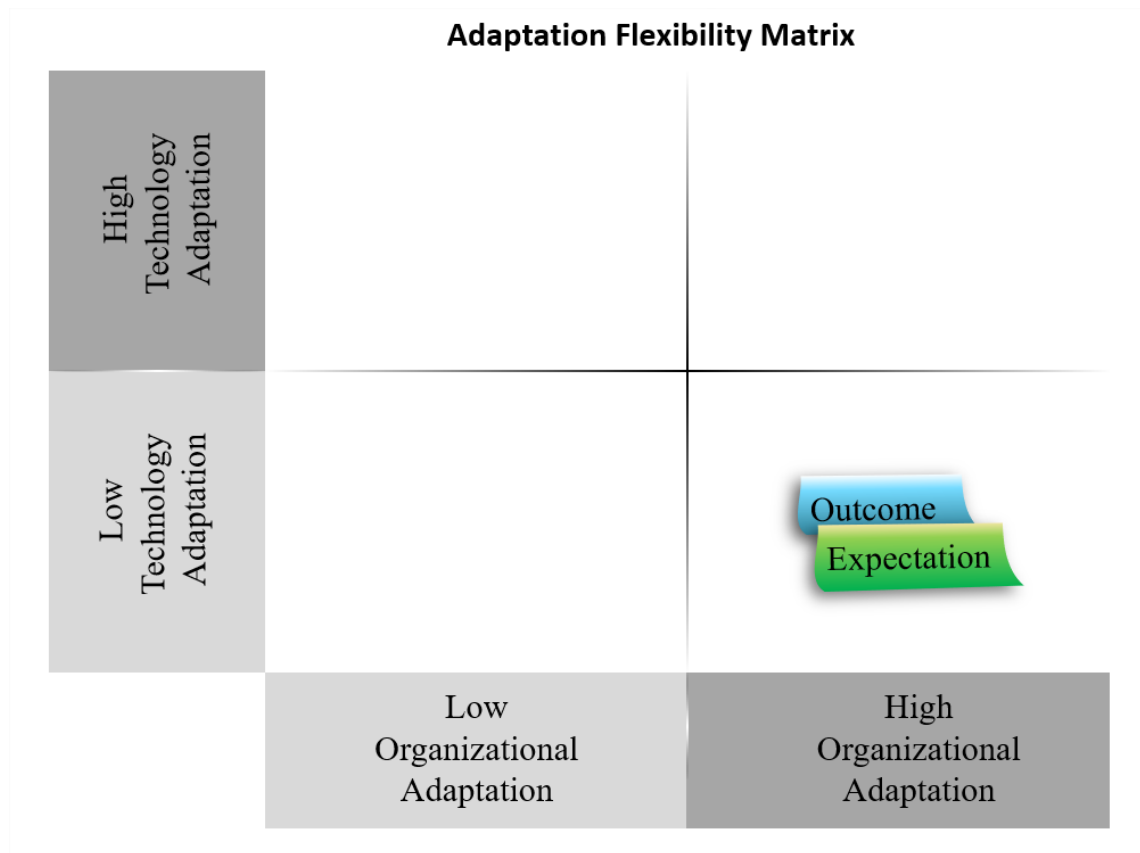 Adaptation Flexibility Matrix
High
Technology
Adaptation
Low
Technology
Adaptation
Outcome
Expectation
Low
Organizational
Adaptation
High
Organizational
Adaptation